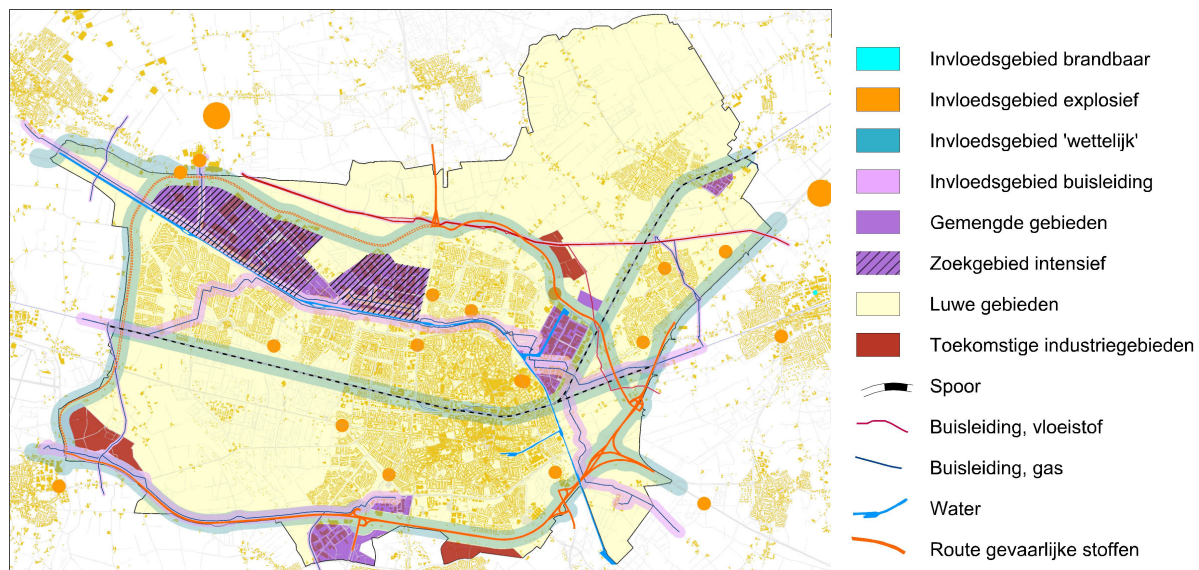 Invloedsgebied brandbaar
Invloedsgebied explosief
Invloedsgebied 'wettelijk'
Invloedsgebied buisleiding
Gemengde gebieden
Zoekgebied intensief
Luwe gebieden
Toekomstige industriegebieden
Spoor
Buisleiding, vloeistof
Buisleiding, gas
Water
Route gevaarlijke stoffen